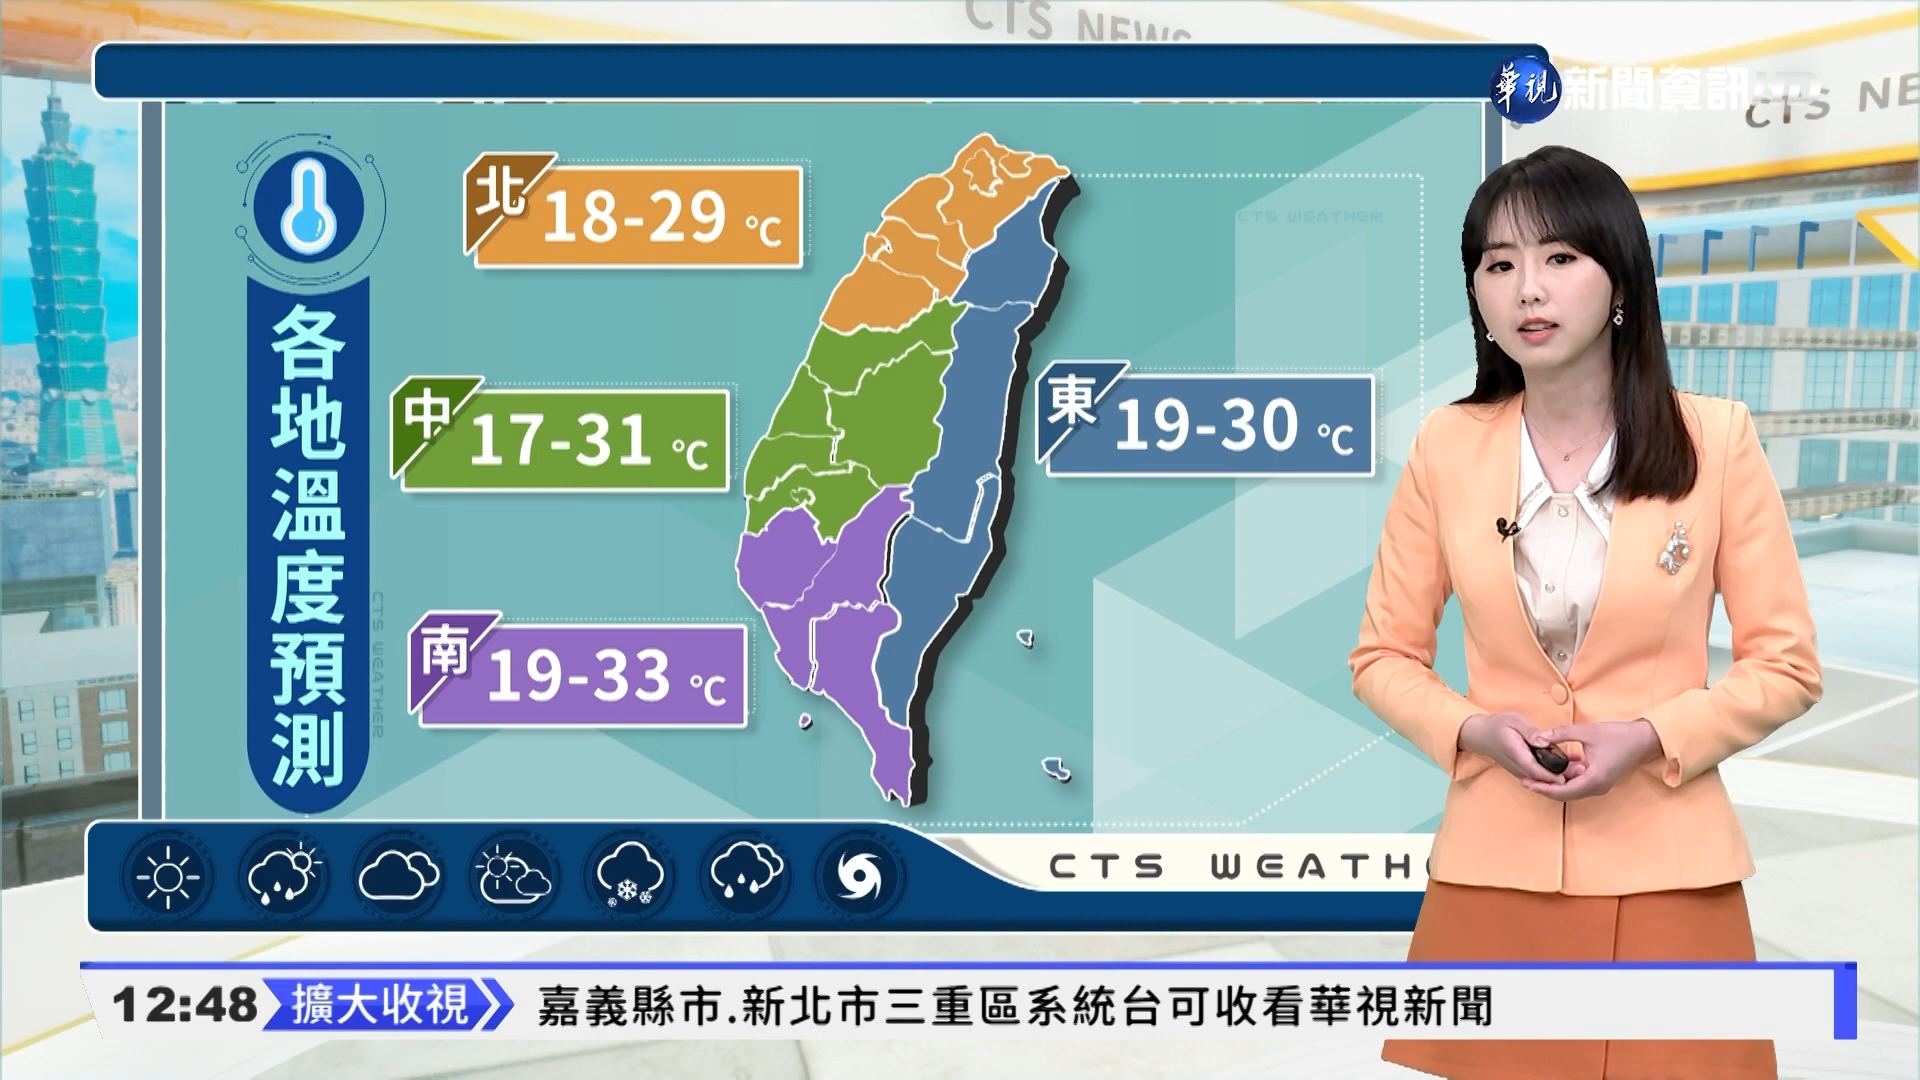 CTS NEWS
華視 新聞資訊 HD
CTS NE
CTS WEATHER
各地溫度預測
北 18-29 ℃
中 17-31 ℃
東 19-30 ℃
南 19-33 ℃
CTS WEATHER
CTS WEATH
12:48 擴大收視 嘉義縣市.新北市三重區系統台可收看華視新聞